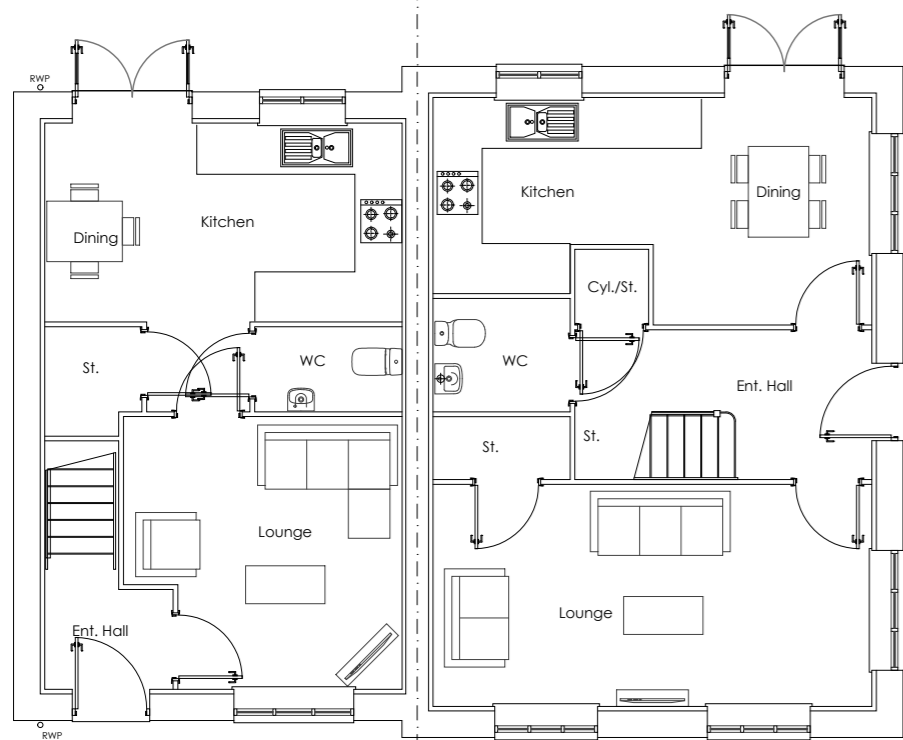 RWP
Kitchen
Dining
Kitchen
Dining
Cyl./St.
St.
WC
WC
Ent. Hall
St.
St.
Lounge
Lounge
Ent. Hall
RWP